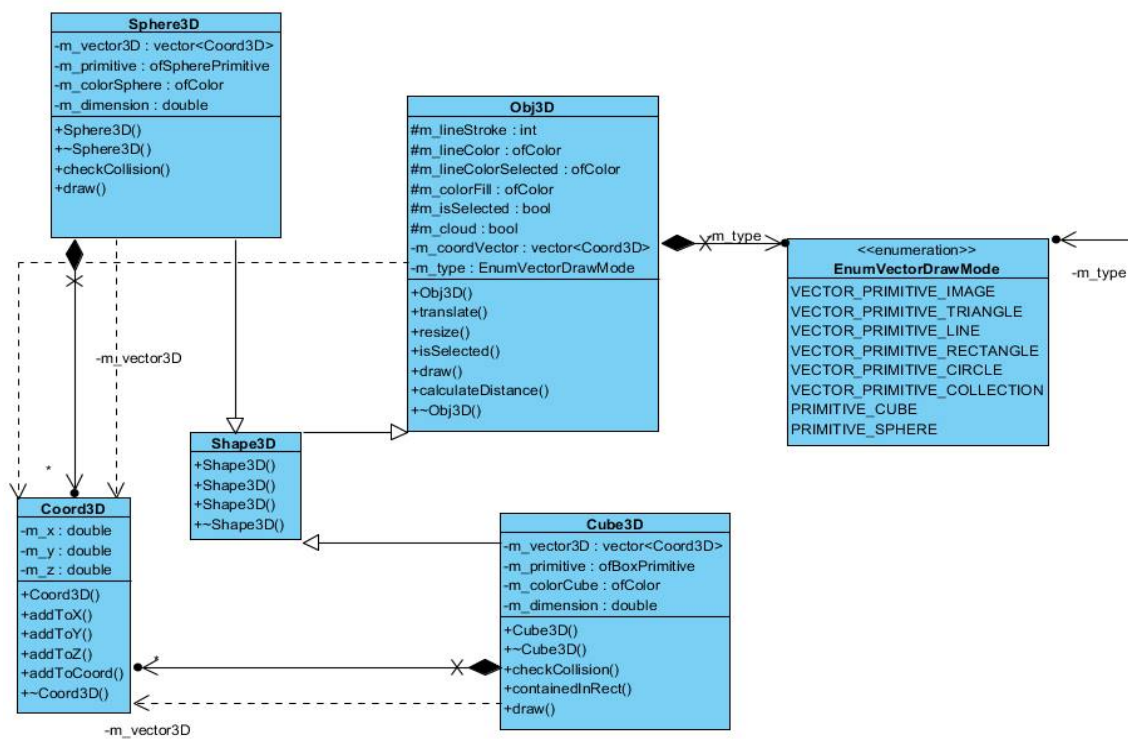 Sphere3D
-m_vector3D : vector<Coord3D>
-m_primitive : ofSpherePrimitive
-m_colorSphere : ofColor
-m_dimension : double
+Sphere3D()
+~Sphere3D()
+checkCollision()
+draw()
Obj3D
#m_lineStroke : int
#m_lineColor : ofColor
#m_lineColorSelected : ofColor
#m_colorFill : ofColor
#m_isSelected : bool
#m_cloud : bool
-m_coordVector : vector<Coord3D>
-m_type : EnumVectorDrawMode
+Obj3D()
+translate()
+resize()
+isSelected()
+draw()
+calculateDistance()
+~Obj3D()
-m_type
<<enumeration>>
EnumVectorDrawMode
VECTOR_PRIMITIVE_IMAGE
VECTOR_PRIMITIVE_TRIANGLE
VECTOR_PRIMITIVE_LINE
VECTOR_PRIMITIVE_RECTANGLE
VECTOR_PRIMITIVE_CIRCLE
VECTOR_PRIMITIVE_COLLECTION
PRIMITIVE_CUBE
PRIMITIVE_SPHERE
-m_type
-m_vector3D
*
Shape3D
+Shape3D()
+Shape3D()
+Shape3D()
+~Shape3D()
Coord3D
-m_x : double
-m_y : double
-m_z : double
+Coord3D()
+addToX()
+addToY()
+addToZ()
+addToCoord()
+~Coord3D()
*
-m_vector3D
Cube3D
-m_vector3D : vector<Coord3D>
-m_primitive : ofBoxPrimitive
-m_colorCube : ofColor
-m_dimension : double
+Cube3D()
+~Cube3D()
+checkCollision()
+containedInRect()
+draw()